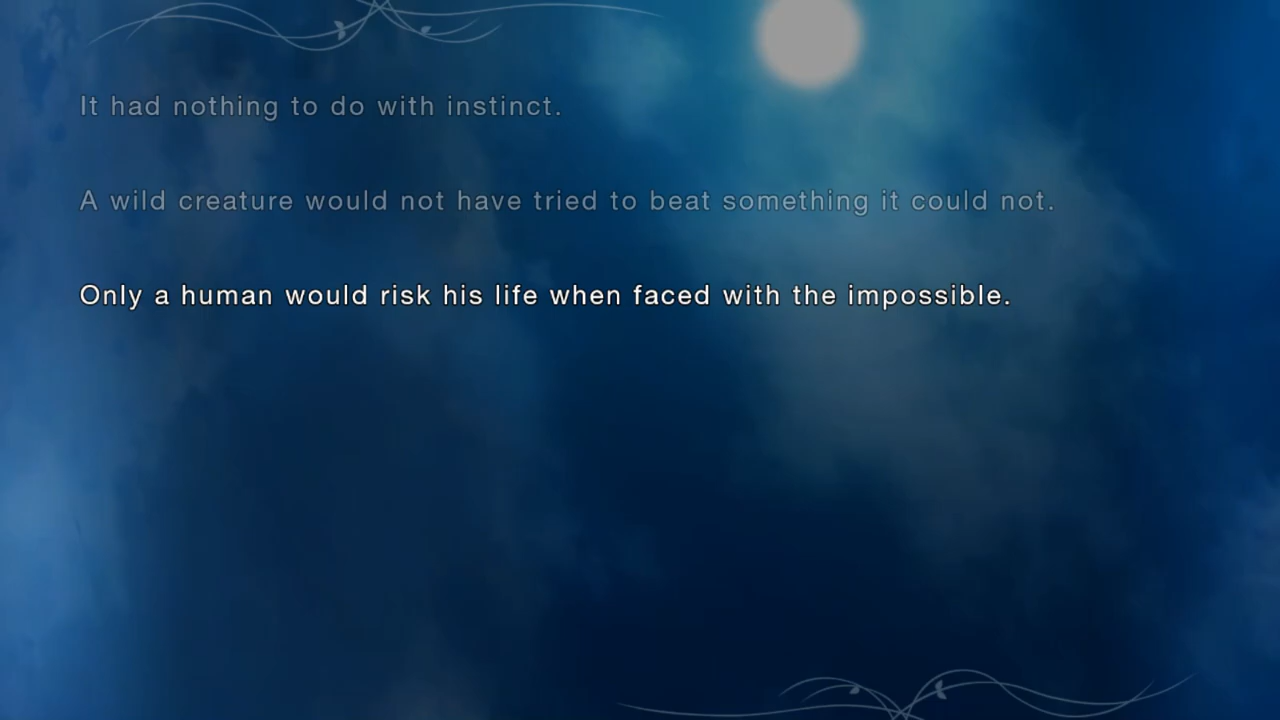 It had nothing to do with instinct.
A wild creature would not have tried to beat something it could not.
Only a human would risk his life when faced with the impossible.